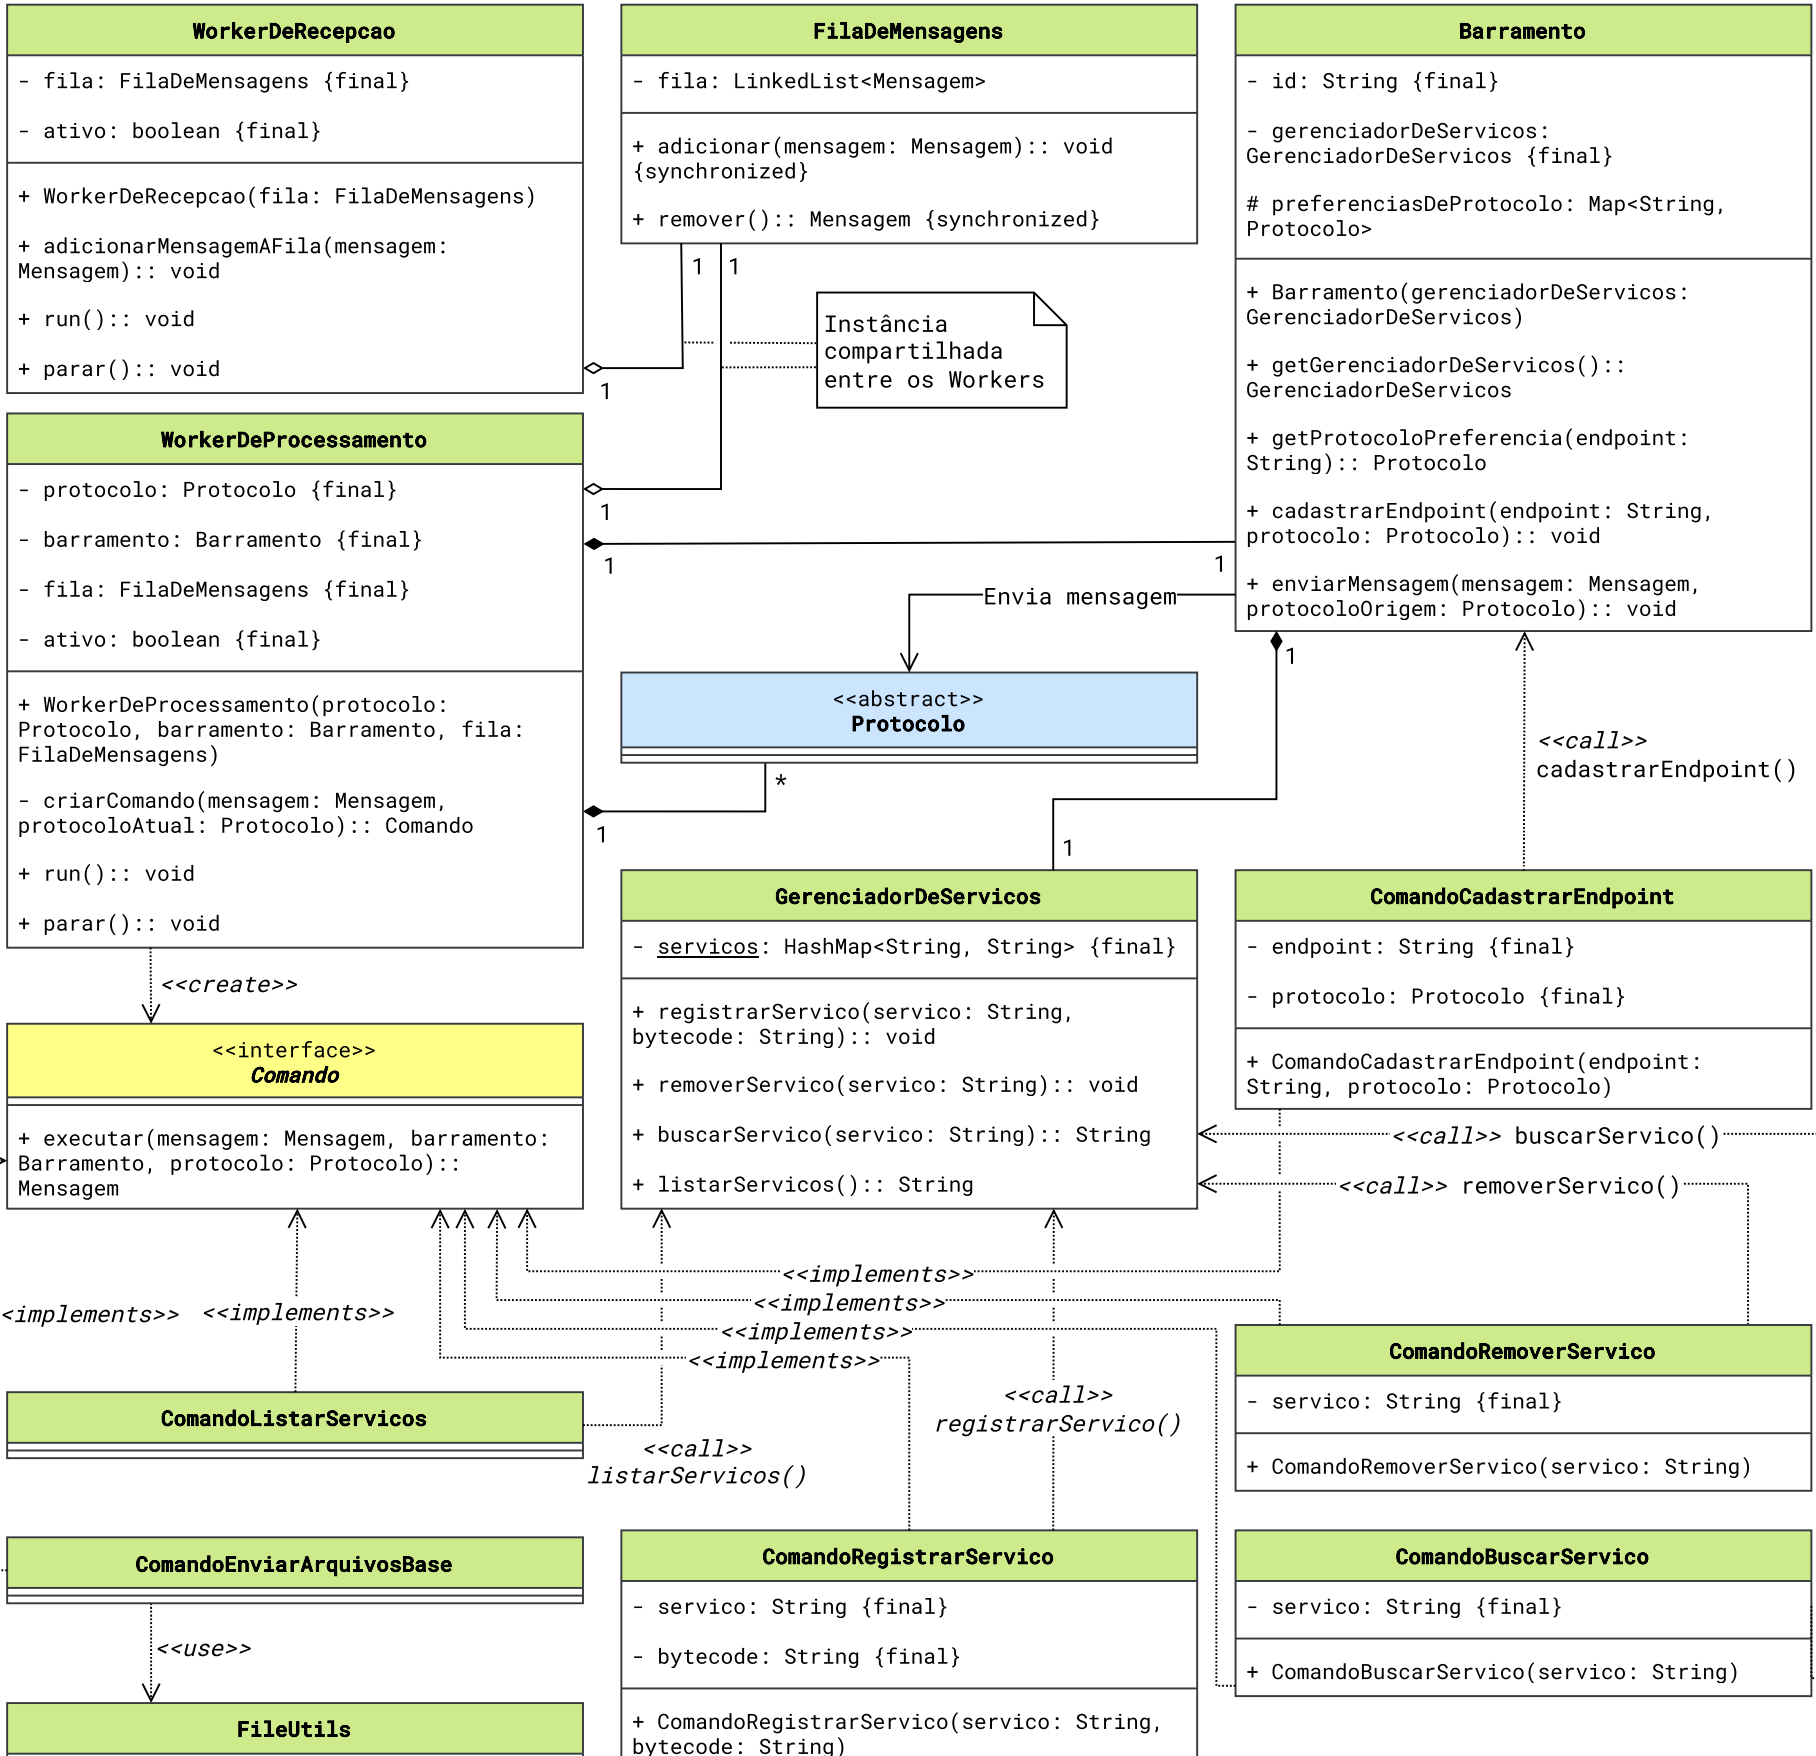 WorkerDeRecepcao
- fila: FilaDeMensagens {final}
- ativo: boolean {final}
+ WorkerDeRecepcao(fila: FilaDeMensagens)
+ adicionarMensagemAFila(mensagem:
Mensagem):: void
+ run():: void
+ parar():: void
1
FilaDeMensagens
- fila: LinkedList<Mensagem>
+ adicionar(mensagem: Mensagem):: void
{synchronized}
+ remover():: Mensagem {synchronized}
1
1
Instância
compartilhada
entre os Workers
Barramento
- id: String {final}
- gerenciadorDeServicos:
GerenciadorDeServicos {final}
# preferenciasDeProtocolo: Map<String,
Protocolo>
+ Barramento(gerenciadorDeServicos:
GerenciadorDeServicos)
+ getGerenciadorDeServicos()::
GerenciadorDeServicos
+ getProtocoloPreferencia(endpoint:
String):: Protocolo
+ cadastrarEndpoint(endpoint: String,
protocolo: Protocolo):: void
+ enviarMensagem(mensagem: Mensagem,
protocoloOrigem: Protocolo):: void
WorkerDeProcessamento
- protocolo: Protocolo {final}
- barramento: Barramento {final}
- fila: FilaDeMensagens {final}
- ativo: boolean {final}
+ WorkerDeProcessamento(protocolo:
Protocolo, barramento: Barramento, fila:
FilaDeMensagens)
- criarComando(mensagem: Mensagem,
protocoloAtual: Protocolo):: Comando
+ run():: void
+ parar():: void
1
1
1
Envia mensagem
1
<<abstract>>
Protocolo
*
1
1
<<call>>
cadastrarEndpoint()
<<create>>
GerenciadorDeServicos
- servicos: HashMap<String, String> {final}
+ registrarServico(servico: String,
bytecode: String):: void
+ removerServico(servico: String):: void
+ buscarServico(servico: String):: String
+ listarServicos():: String
ComandoCadastrarEndpoint
- endpoint: String {final}
- protocolo: Protocolo {final}
+ ComandoCadastrarEndpoint(endpoint:
String, protocolo: Protocolo)
<<interface>>
Comando
+ executar(mensagem: Mensagem, barramento:
Barramento, protocolo: Protocolo)::
Mensagem
<<call>> buscarServico()
<<call>> removerServico()
<<implements>>
<<implements>>
<<implements>>
<<implements>>
<implements>>
<<implements>>
ComandoListarServicos
<<call>>
listarServicos()
<<call>>
registrarServico()
ComandoRemoverServico
- servico: String {final}
+ ComandoRemoverServico(servico: String)
ComandoEnviarArquivosBase
<<use>>
FileUtils
ComandoRegistrarServico
- servico: String {final}
- bytecode: String {final}
+ ComandoRegistrarServico(servico: String,
bytecode: String)
ComandoBuscarServico
- servico: String {final}
+ ComandoBuscarServico(servico: String)